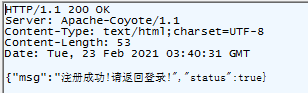 HTTP/1.1 200 OK
Server: Apache-Coyote/1.1
Content-Type: text/html;charset=UTF-8
Content-Length: 53
Date: Tue, 23 Feb 2021 03:40:31 GMT

{"msg":"注册成功!请返回登录!","status":true}